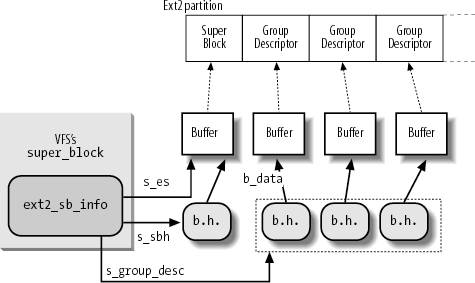 Ext2 partition
Super
Block
Group
Descriptor
Group
Descriptor
Group
Descriptor
Buffer
Buffer
Buffer
Buffer
VFS's
super_block
ext2_sb_info
s_es
s_sbh
s_group_desc
b_data
b.h.
b.h.
b.h.
b.h.